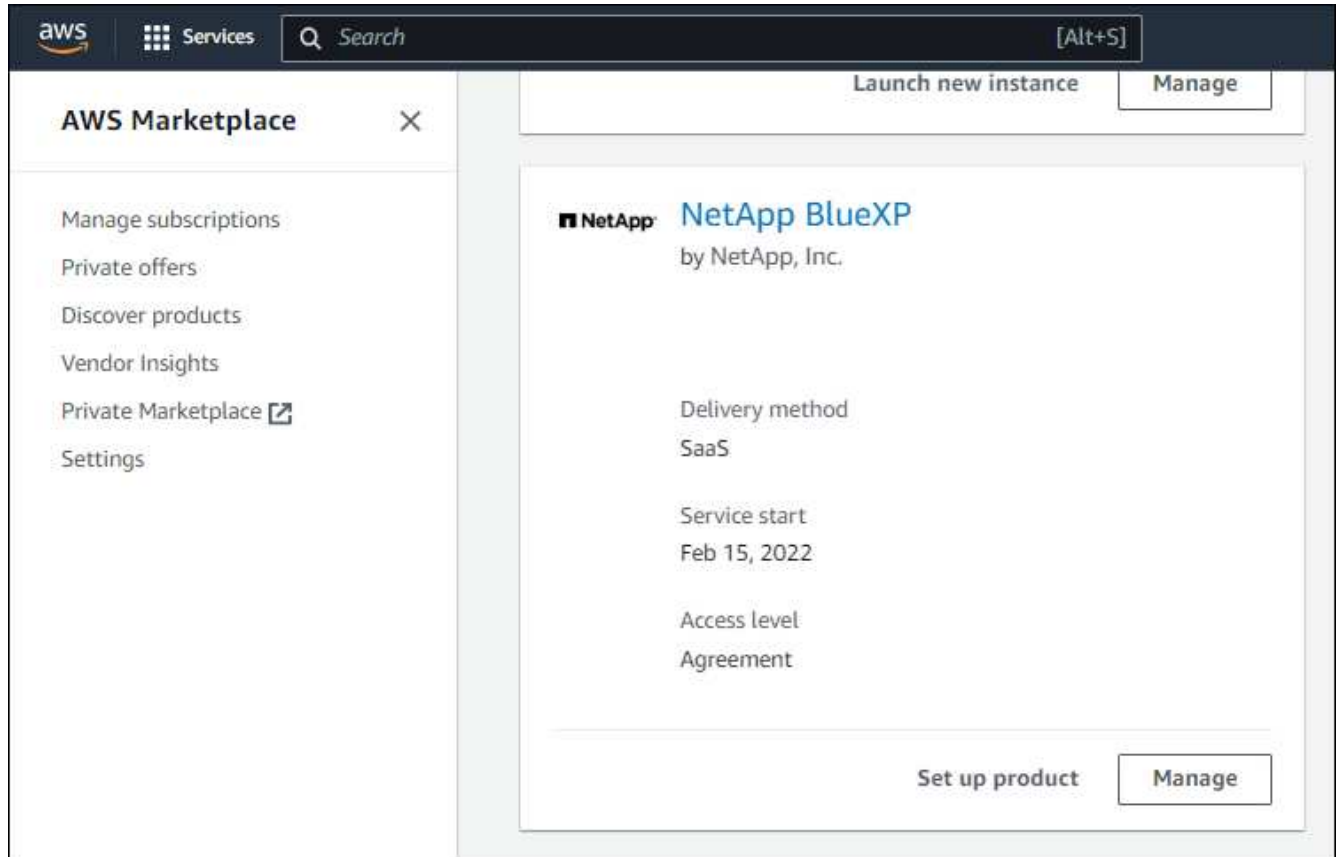 aws
Services
Search
[Alt+S]
AWS Marketplace
Manage subscriptions
Private offers
Discover products
Vendor Insights
Private Marketplace
Settings
Launch new instance
Manage
NetApp
NetApp BlueXP
by NetApp, Inc.
Delivery method
SaaS
Service start
Feb 15, 2022
Access level
Agreement
Set up product
Manage